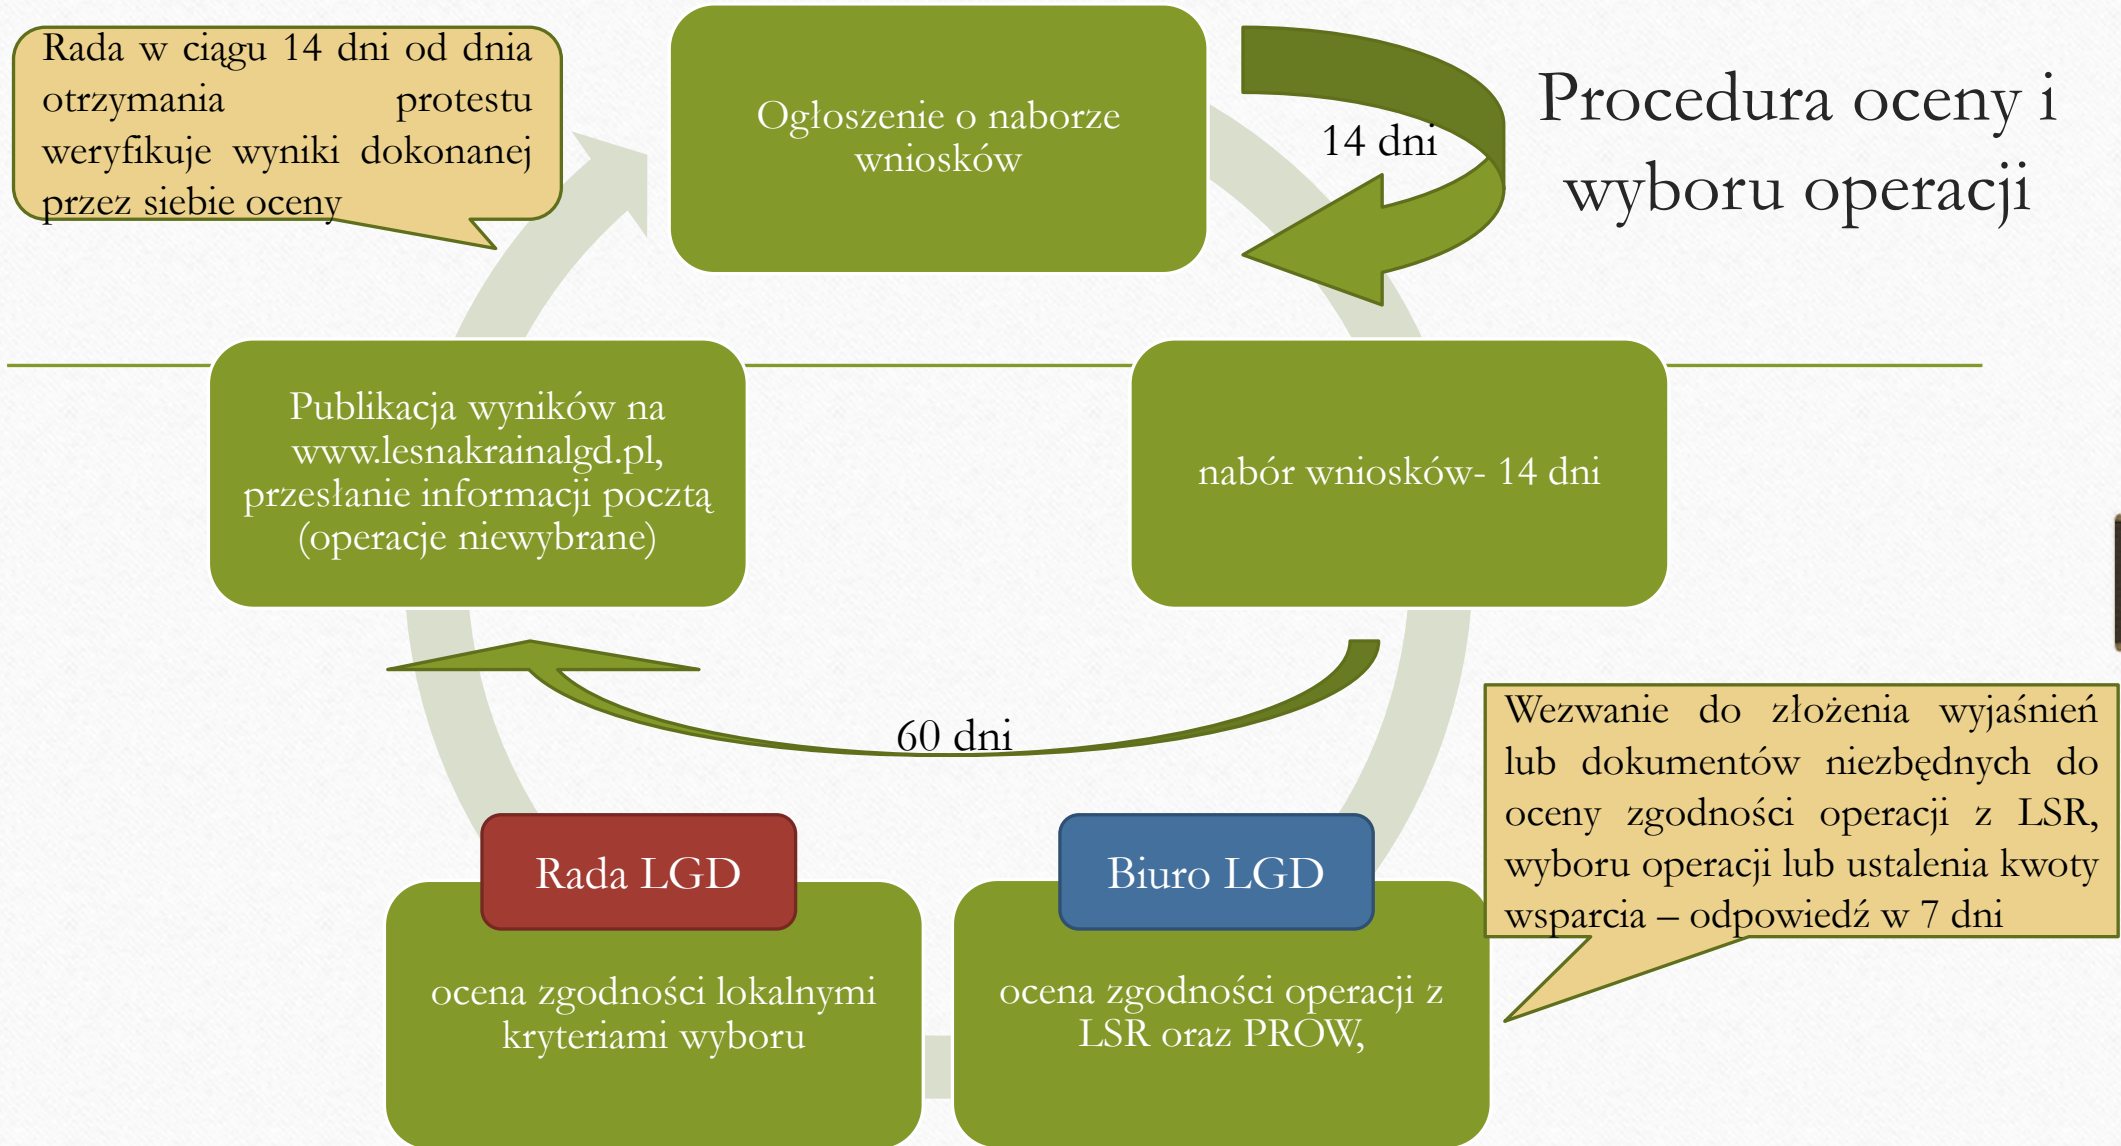 Procedura oceny i
wyboru operacji
Rada w ciągu 14 dni od dnia
otrzymania protestu
weryfikuje wyniki dokonanej
przez siebie oceny
Ogłoszenie o naborze
wniosków
14 dni
nabór wniosków- 14 dni
Wezwanie do złożenia wyjaśnień
lub dokumentów niezbędnych do
oceny zgodności operacji z LSR,
wyboru operacji lub ustalenia kwoty
wsparcia – odpowiedź w 7 dni
Biuro LGD
ocena zgodności operacji z
LSR oraz PROW,
Rada LGD
ocena zgodności lokalnymi
kryteriami wyboru
60 dni
Publikacja wyników na
www.lesnakrainalgd.pl,
przesłanie informacji pocztą
(operacje niewybrane)